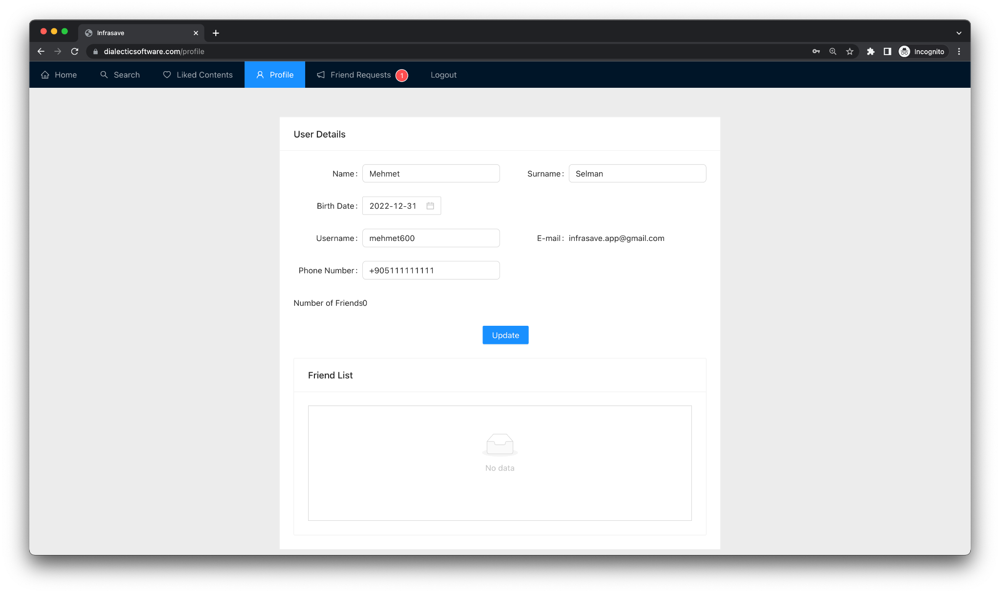 Infrasave
dialecticsoftware.com/profile
Incognito
Home Search Liked Contents Profile Friend Requests 1 Logout
User Details
Name: Mehmet Surname: Selman
Birth Date: 2022-12-31
Username: mehmet600 E-mail: infrasave.app@gmail.com
Phone Number: +905111111111
Number of Friends0
Update
Friend List
No data